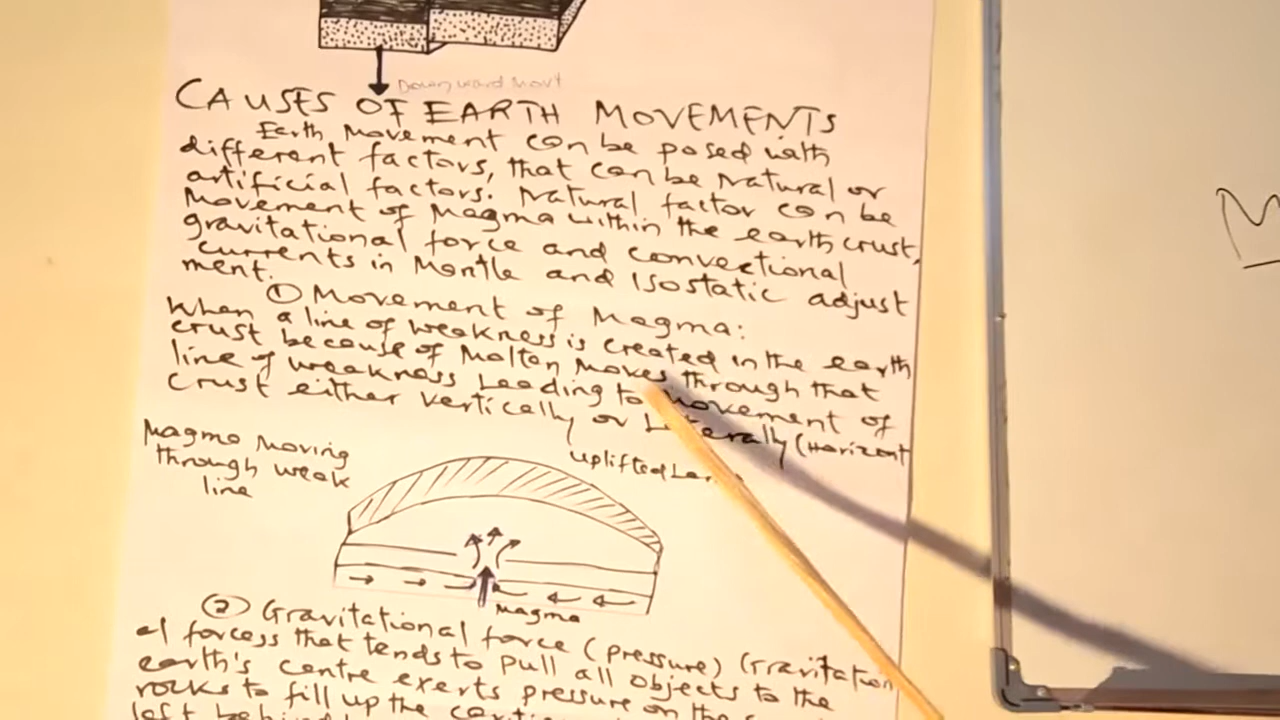 Downward Mov't
CAUSES OF EARTH MOVEMENTS
Earth Movement can be posed with
different factors, that can be Natural or
artificial factors. Natural factor can be
Movement of Magma within the earth crust,
gravitational force and convectional
currents in Mantle and Isostatic adjust
ment.
① Movement of Magma:
When a line of weakness is created in the earth
crust because of Molten moves through that
line of weakness Leading to Movement of
crust either vertically or Laterally (Horizont
Magma Moving
through weak
line
Uplifted
Magma
② Gravitational force (pressure) Gravitation
al forcess that tends to pull all objects to the
earth's centre exerts pressure on the
rocks to fill up the
left behind